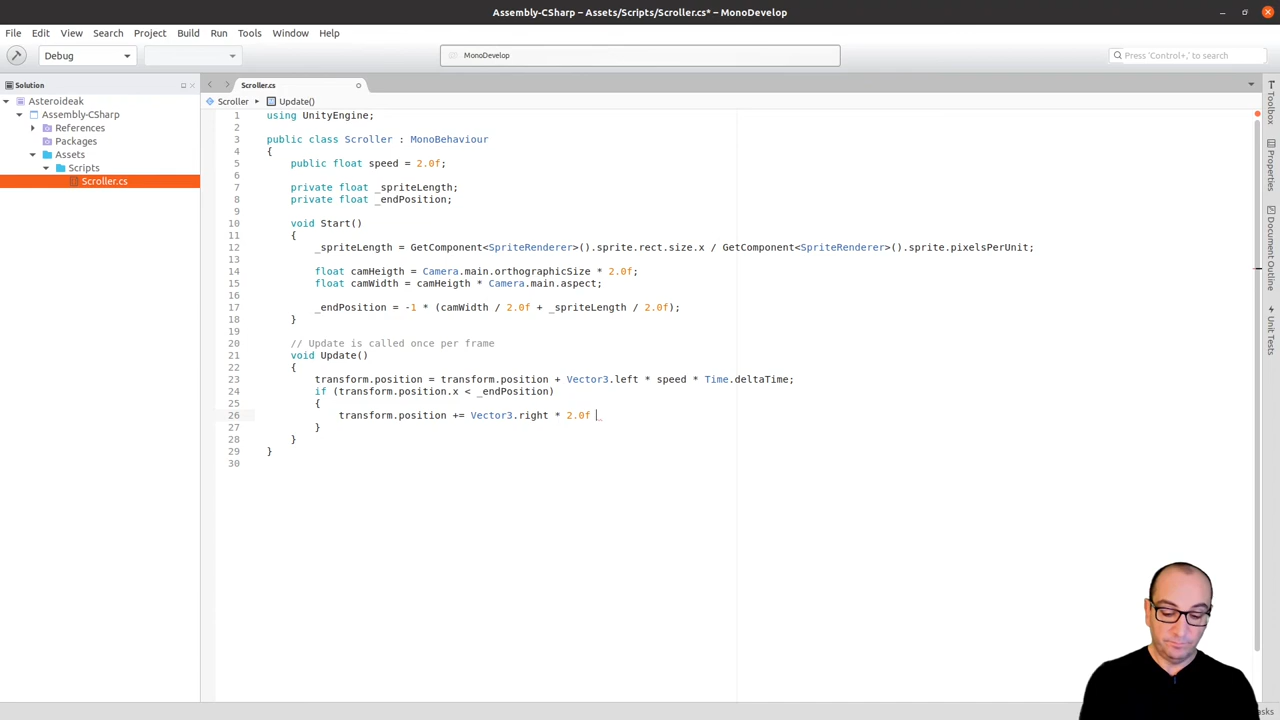 Assembly-CSharp – Assets/Scripts/Scroller.cs* - MonoDevelop
File Edit View Search Project Build Run Tools Window Help
Debug
MonoDevelop
Press 'Control+,' to search
Solution
Scroller.cs
Asteroideak
Assembly-CSharp
References
Packages
Assets
Scripts
Scroller.cs
Scroller Update()
1 using UnityEngine;
2
3 public class Scroller : MonoBehaviour
4 {
5 public float speed = 2.0f;
6
7 private float _spriteLength;
8 private float _endPosition;
9
10 void Start()
11 {
12 _spriteLength = GetComponent<SpriteRenderer>().sprite.rect.size.x / GetComponent<SpriteRenderer>().sprite.pixelsPerUnit;
13
14 float camHeigth = Camera.main.orthographicSize * 2.0f;
15 float camWidth = camHeigth * Camera.main.aspect;
16
17 _endPosition = -1 * (camWidth / 2.0f + _spriteLength / 2.0f);
18 }
19
20 // Update is called once per frame
21 void Update()
22 {
23 transform.position = transform.position + Vector3.left * speed * Time.deltaTime;
24 if (transform.position.x < _endPosition)
25 {
26 transform.position += Vector3.right * 2.0f _
27 }
28 }
29 }
30
Toolbox
Properties
Document Outline
Unit Tests
asks